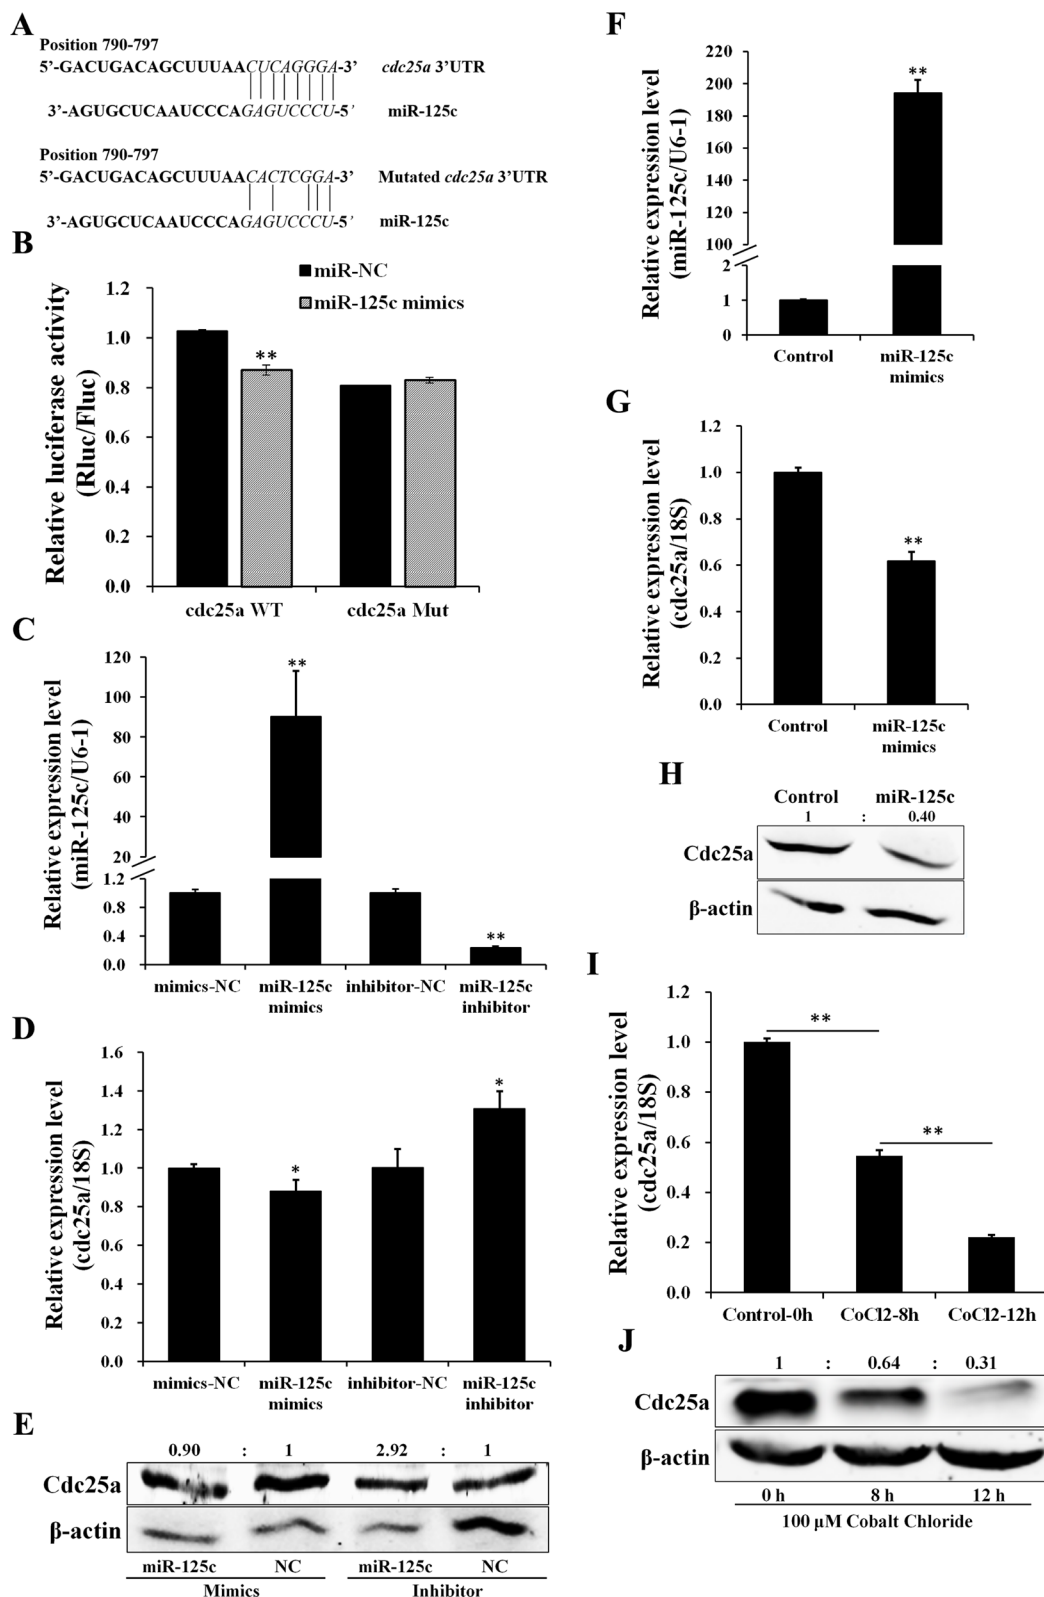 A
Position 790-797
5’-GACUGACAGCUUUAACUCAGGGA-3’ cdc25a 3’UTR
3’-AGUGCUCAAUCCCAGAGUCCCU-5’ miR-125c
Position 790-797
5’-GACUGACAGCUUUAACACTCGGA-3’ Mutated cdc25a 3’UTR
3’-AGUGCUCAAUCCCAGAGUCCCU-5’ miR-125c
B
miR-NC
miR-125c mimics
Relative luciferase activity
(Rluc/Fluc)
1.2
1.0
0.8
0.6
0.4
0.2
0.0
**
cdc25a WT
cdc25a Mut
C
Relative expression level
(miR-125c/U6-1)
120
100
80
60
40
20
1.2
0.8
0.4
0.0
**
**
mimics-NC
miR-125c
mimics
inhibitor-NC
miR-125c
inhibitor
D
Relative expression level
(cdc25a/18S)
1.6
1.4
1.2
1.0
0.8
0.6
0.4
0.2
0.0
*
*
mimics-NC
miR-125c
mimics
inhibitor-NC
miR-125c
inhibitor
E
0.90 : 1 2.92 : 1
Cdc25a
β-actin
miR-125c NC miR-125c NC
Mimics Inhibitor
F
Relative expression level
(miR-125c/U6-1)
220
200
180
160
140
120
100
2
1
0
**
Control
miR-125c
mimics
G
Relative expression level
(cdc25a/18S)
1.2
1.0
0.8
0.6
0.4
0.2
0.0
**
Control
miR-125c
mimics
H
Control miR-125c
1 : 0.40
Cdc25a
β-actin
I
Relative expression level
(cdc25a/18S)
1.2
1.0
0.8
0.6
0.4
0.2
0.0
**
**
Control-0h
CoCl2-8h
CoCl2-12h
J
1 : 0.64 : 0.31
Cdc25a
β-actin
0 h 8 h 12 h
100 μM Cobalt Chloride